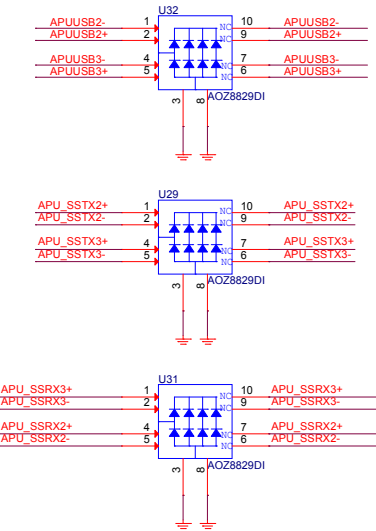 U32
APUUSB2- 1 10 APUUSB2-
APUUSB2+ 2 NC 9 APUUSB2+
NC
APUUSB3- 4 7 APUUSB3-
APUUSB3+ 5 NC 6 APUUSB3+
NC
AOZ8829DI
3 8
U29
APU_SSTX2+ 1 10 APU_SSTX2+
APU_SSTX2- 2 NC 9 APU_SSTX2-
NC
APU_SSTX3+ 4 7 APU_SSTX3+
APU_SSTX3- 5 NC 6 APU_SSTX3-
NC
AOZ8829DI
3 8
U31
APU_SSRX3+ 1 10 APU_SSRX3+
APU_SSRX3- 2 NC 9 APU_SSRX3-
NC
APU_SSRX2+ 4 7 APU_SSRX2+
APU_SSRX2- 5 NC 6 APU_SSRX2-
NC
AOZ8829DI
3 8